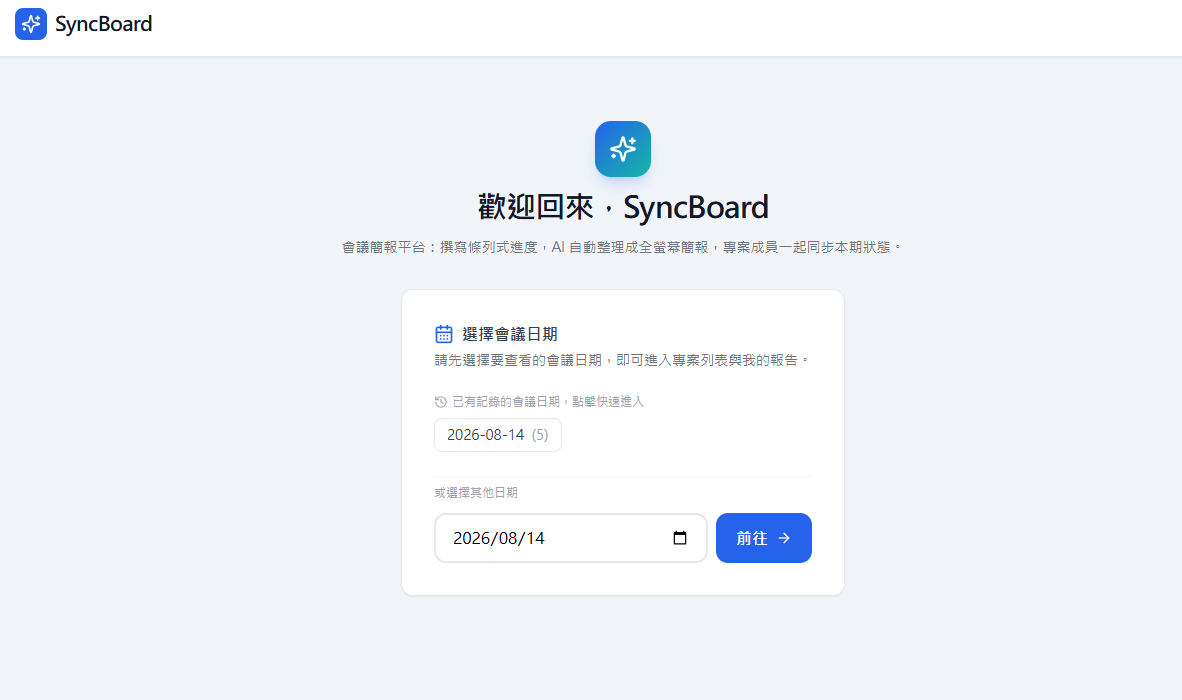 SyncBoard
歡迎回來，SyncBoard
會議簡報平台：撰寫條列式進度，AI 自動整理成全螢幕簡報，專案成員一起同步本期狀態。
選擇會議日期
請先選擇要查看的會議日期，即可進入專案列表與我的報告。
已有記錄的會議日期，點擊快速進入
2026-08-14 (5)
或選擇其他日期
2026/08/14
前往